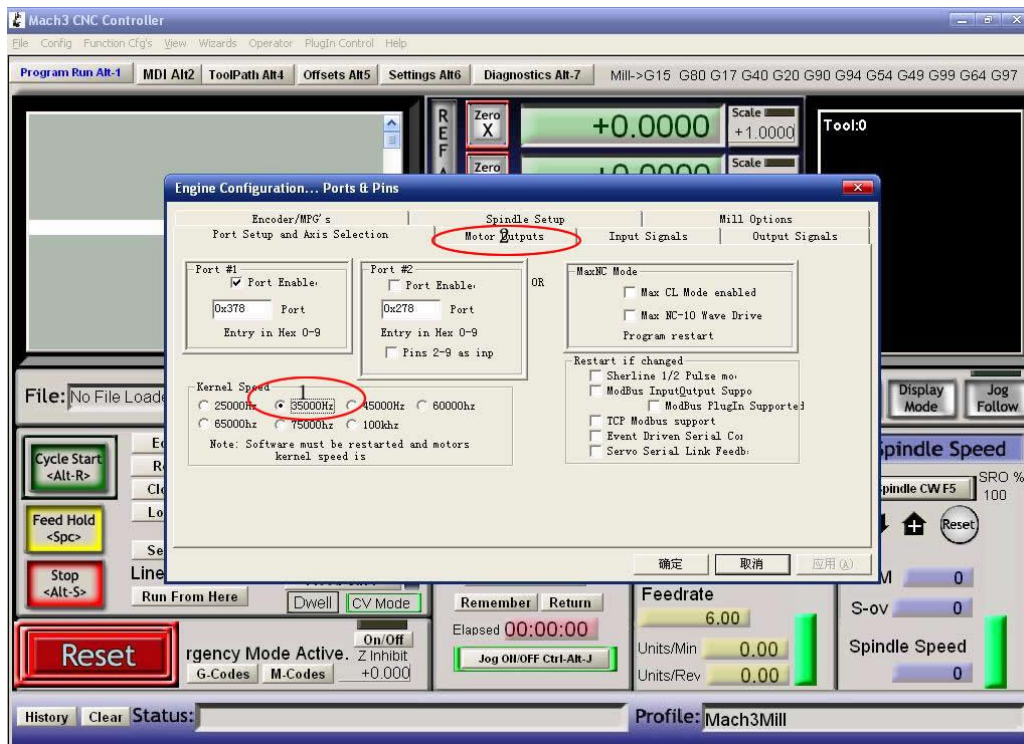 Mach3 CNC Controller
File Config Function Cfg's View Wizards Operator PlugIn Control Help
Program Run Alt-1 MDI Alt2 ToolPath Alt4 Offsets Alt5 Settings Alt6 Diagnostics Alt-7 Mill->G15 G80 G17 G40 G20 G90 G94 G54 G49 G99 G64 G97
REF
Zero X
+0.0000
Scale
+1.0000
Tool:0
Zero
Scale
Engine Configuration... Ports & Pins
Encoder/MPG's Spindle Setup Mill Options
Port Setup and Axis Selection Motor Outputs Input Signals Output Signals
2
Port #1
Port Enable
0x378 Port
Entry in Hex 0-9
Port #2
Port Enable
0x278 Port
Entry in Hex 0-9
Pins 2-9 as inp
OR
MaxNC Mode
Max CL Mode enabled
Max NC-10 Wave Drive
Program restart
Restart if changed
Sherline 1/2 Pulse mo
ModBus InputOutput Suppo
ModBus PlugIn Supported
TCP Modbus support
Event Driven Serial Co
Servo Serial Link Feedb
Kernel Speed
1
25000Hz 35000Hz 45000Hz 60000hz
65000hz 75000hz 100khz
Note: Software must be restarted and motors
kernel speed is
确定 取消 应用(A)
File: No File Loade
Display Mode
Jog Follow
Cycle Start
<Alt-R>
Feed Hold
<Spc>
Stop
<Alt-S>
Ed
R
Clo
Lo
Se
Line
Run From Here
Dwell CV Mode
Remember Return
Elapsed 00:00:00
Jog ON/OFF Ctrl-Alt-J
Feedrate
6.00
Units/Min 0.00
Units/Rev 0.00
Spindle Speed
Spindle CW F5
SRO %
100
Reset
M 0
S-ov 0
Spindle Speed
0
Reset
rgency Mode Active.
On/Off
Z Inhibit
+0.000
G-Codes M-Codes
History Clear Status:
Profile: Mach3Mill